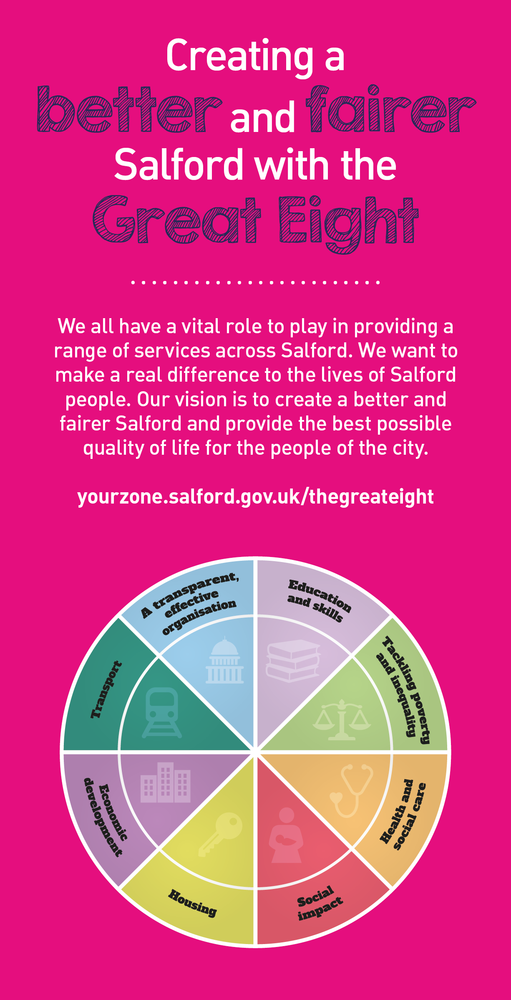 Creating a
better and fairer
Salford with the
Great Eight
We all have a vital role to play in providing a
range of services across Salford. We want to
make a real difference to the lives of Salford
people. Our vision is to create a better and
fairer Salford and provide the best possible
quality of life for the people of the city.
yourzone.salford.gov.uk/thegreateight
A transparent,
effective
organisation
Education
and skills
Tackling poverty
and inequality
Health and
social care
Social
impact
Housing
Economic
development
Transport